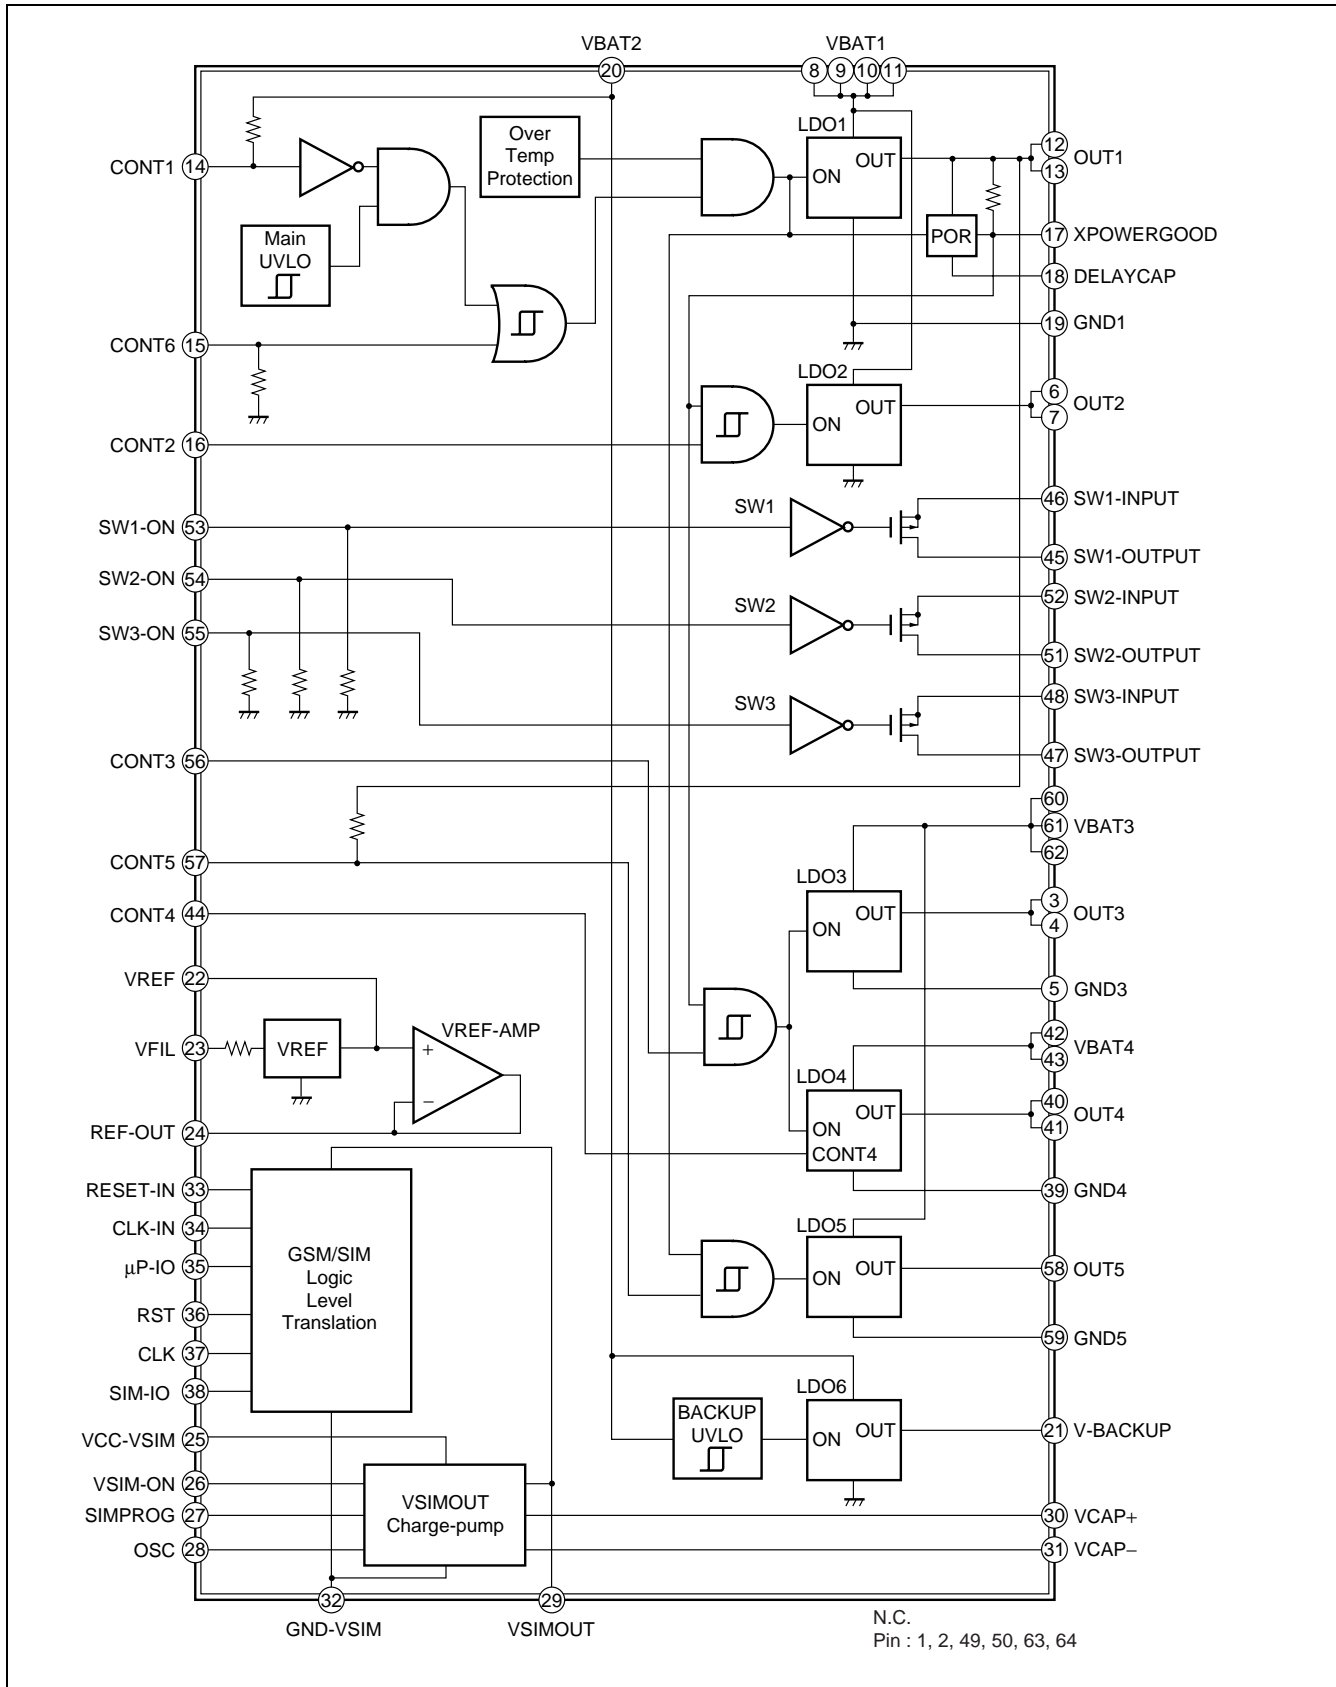 VBAT2
VBAT1
20
8
9
10
11
CONT1
14
Over
Temp
Protection
LDO1
OUT
ON
12
OUT1
13
Main
UVLO
POR
17
XPOWERGOOD
18
DELAYCAP
19
GND1
CONT6
15
LDO2
OUT
ON
6
OUT2
7
CONT2
16
SW1-ON
53
SW1
46
SW1-INPUT
45
SW1-OUTPUT
SW2-ON
54
SW2
52
SW2-INPUT
51
SW2-OUTPUT
SW3-ON
55
SW3
48
SW3-INPUT
47
SW3-OUTPUT
CONT3
56
60
61
VBAT3
62
CONT5
57
LDO3
OUT
ON
3
OUT3
4
CONT4
44
5
GND3
VREF
22
VFIL
23
VREF
VREF-AMP
+
−
REF-OUT
24
42
VBAT4
43
LDO4
OUT
ON
CONT4
40
OUT4
41
39
GND4
RESET-IN
33
CLK-IN
34
μP-IO
35
RST
36
CLK
37
SIM-IO
38
GSM/SIM
Logic
Level
Translation
LDO5
OUT
ON
58
OUT5
59
GND5
LDO6
OUT
ON
BACKUP
UVLO
21
V-BACKUP
VCC-VSIM
25
VSIM-ON
26
SIMPROG
27
OSC
28
VSIMOUT
Charge-pump
30
VCAP+
31
VCAP−
32
GND-VSIM
29
VSIMOUT
N.C.
Pin : 1, 2, 49, 50, 63, 64